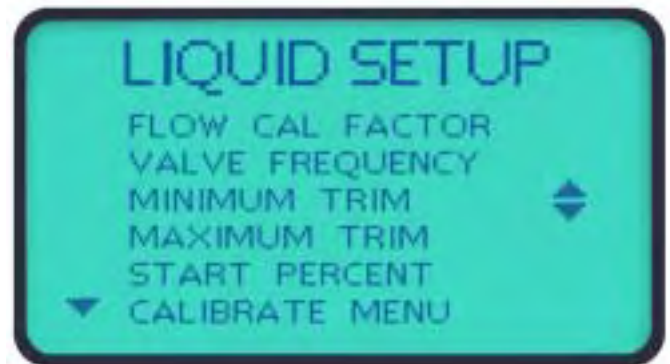 LIQUID SETUP
FLOW CAL FACTOR
VALVE FREQUENCY
MINIMUM TRIM
MAXIMUM TRIM
START PERCENT
CALIBRATE MENU